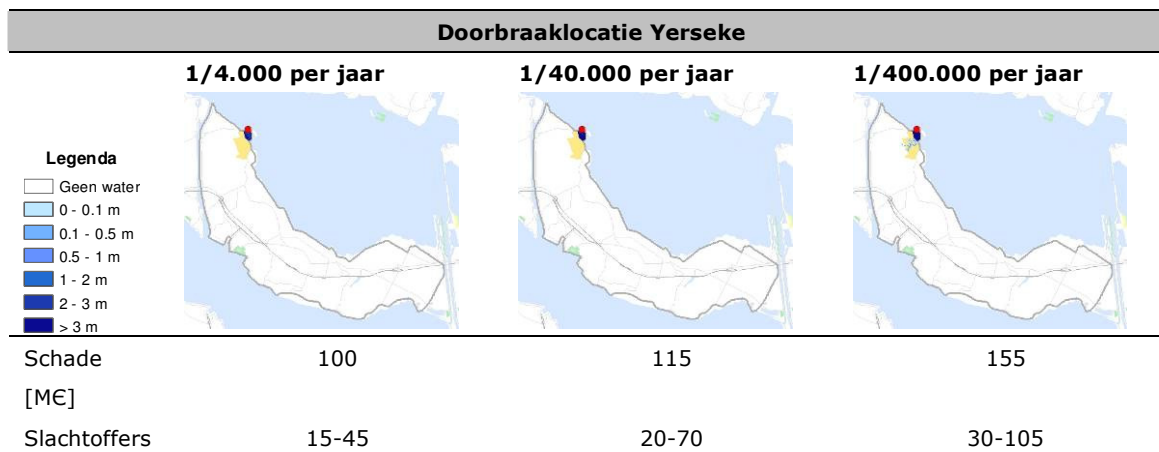 Doorbraaklocatie Yerseke
1/4.000 per jaar 1/40.000 per jaar 1/400.000 per jaar
Legenda
Geen water
0 - 0.1 m
0.1 - 0.5 m
0.5 - 1 m
1 - 2 m
2 - 3 m
> 3 m
Schade 100 115 155
[M€]
Slachtoffers 15-45 20-70 30-105